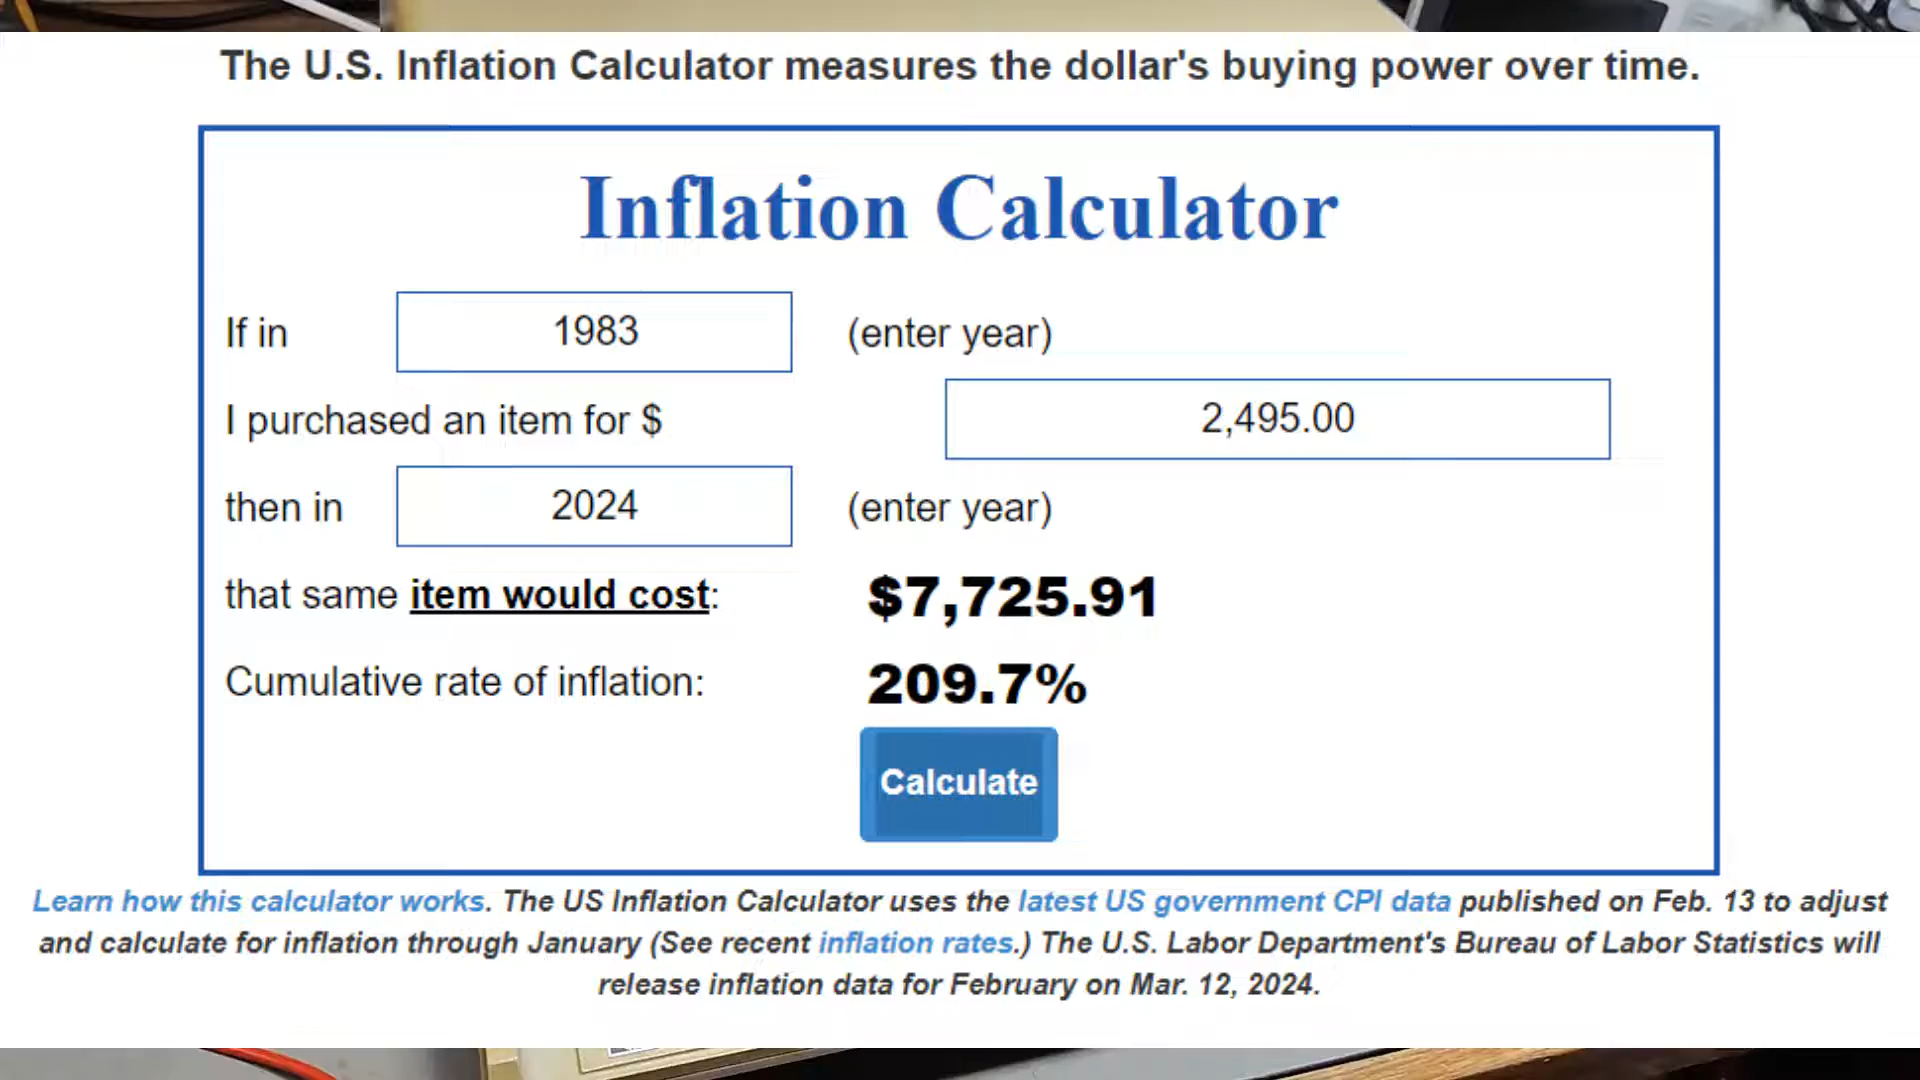 The U.S. Inflation Calculator measures the dollar's buying power over time.
Inflation Calculator
If in 1983 (enter year)
I purchased an item for $ 2,495.00
then in 2024 (enter year)
that same item would cost: $7,725.91
Cumulative rate of inflation: 209.7%
Calculate
Learn how this calculator works. The US Inflation Calculator uses the latest US government CPI data published on Feb. 13 to adjust
and calculate for inflation through January (See recent inflation rates.) The U.S. Labor Department's Bureau of Labor Statistics will
release inflation data for February on Mar. 12, 2024.